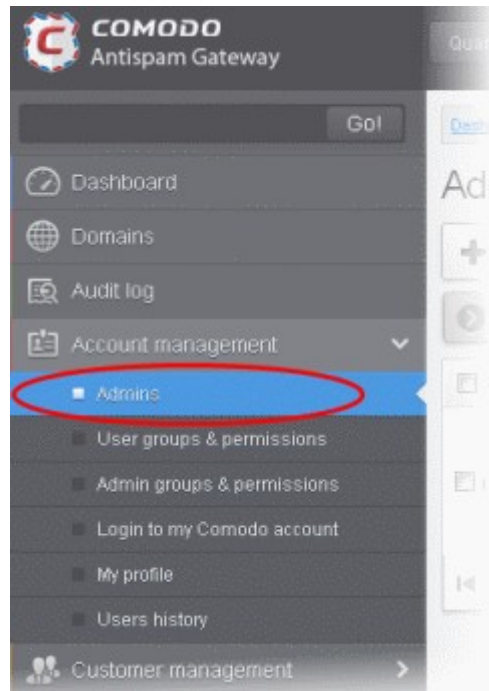 COMODO
Antispam Gateway
Go!
Dashboard
Domains
Audit log
Account management
Admins
User groups & permissions
Admin groups & permissions
Login to my Comodo account
My profile
Users history
Customer management
Ad